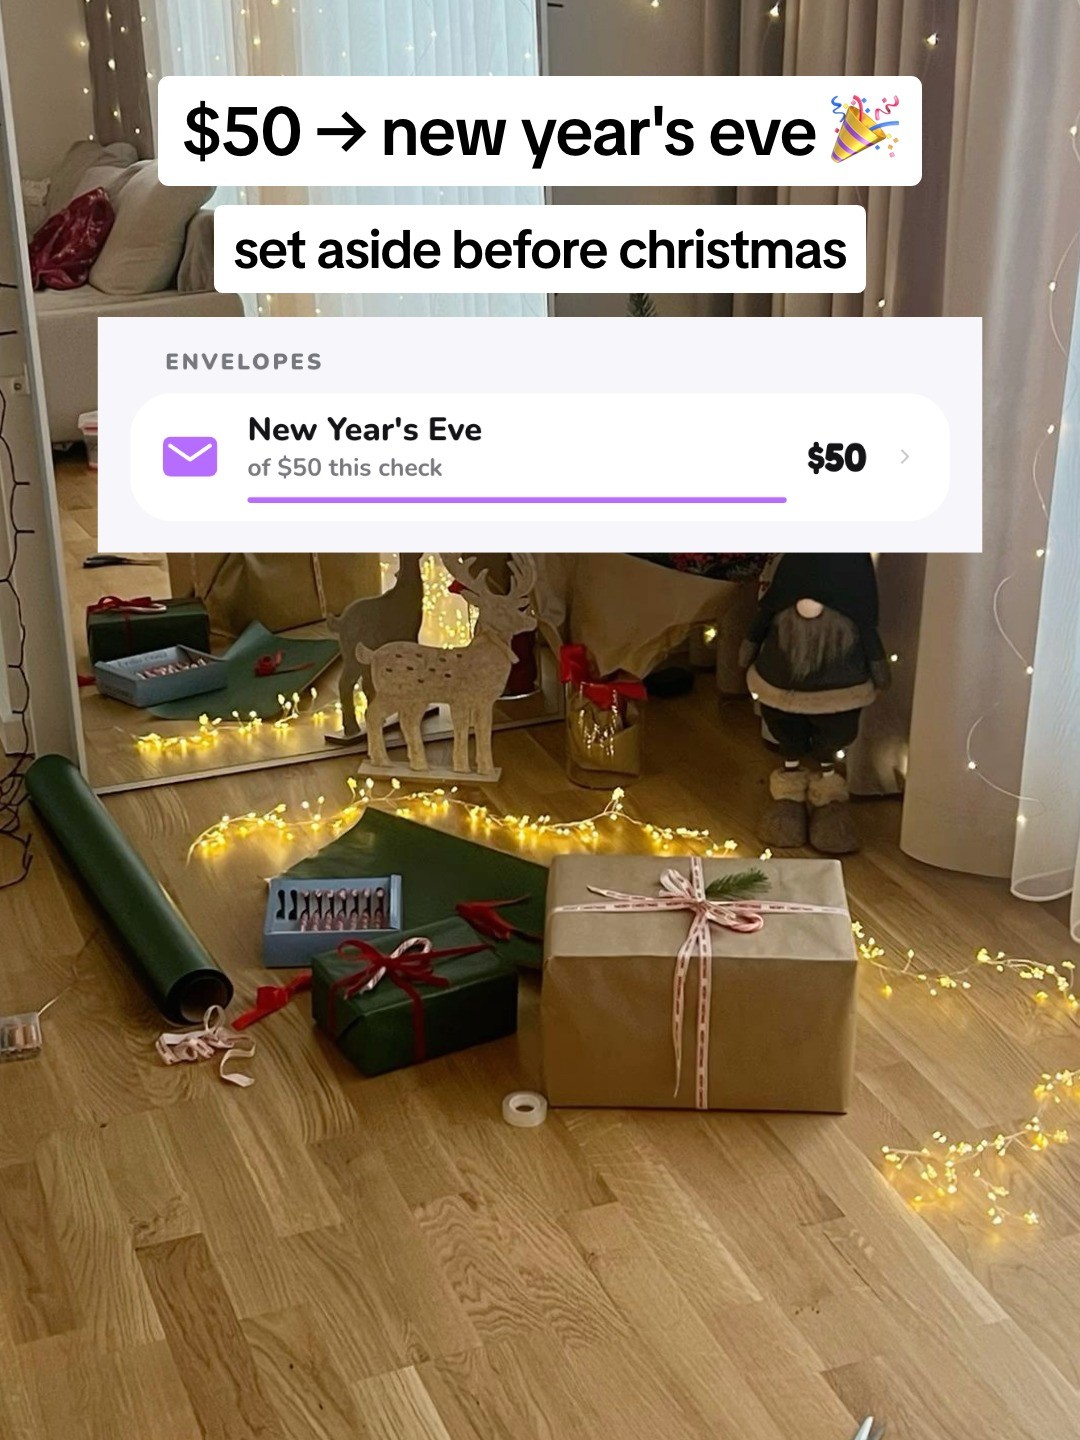 $50 → new year's eve 🎉
set aside before christmas
ENVELOPES
New Year's Eve
of $50 this check
$50